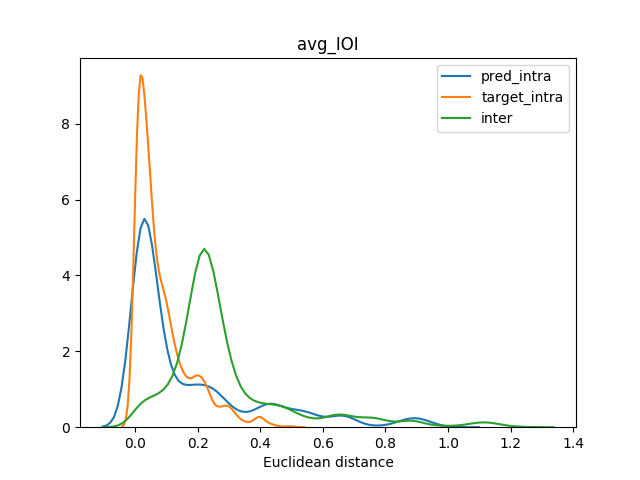 avg_IOI
pred_intra
target_intra
inter
8
6
4
2
0
0.0 0.2 0.4 0.6 0.8 1.0 1.2 1.4
Euclidean distance